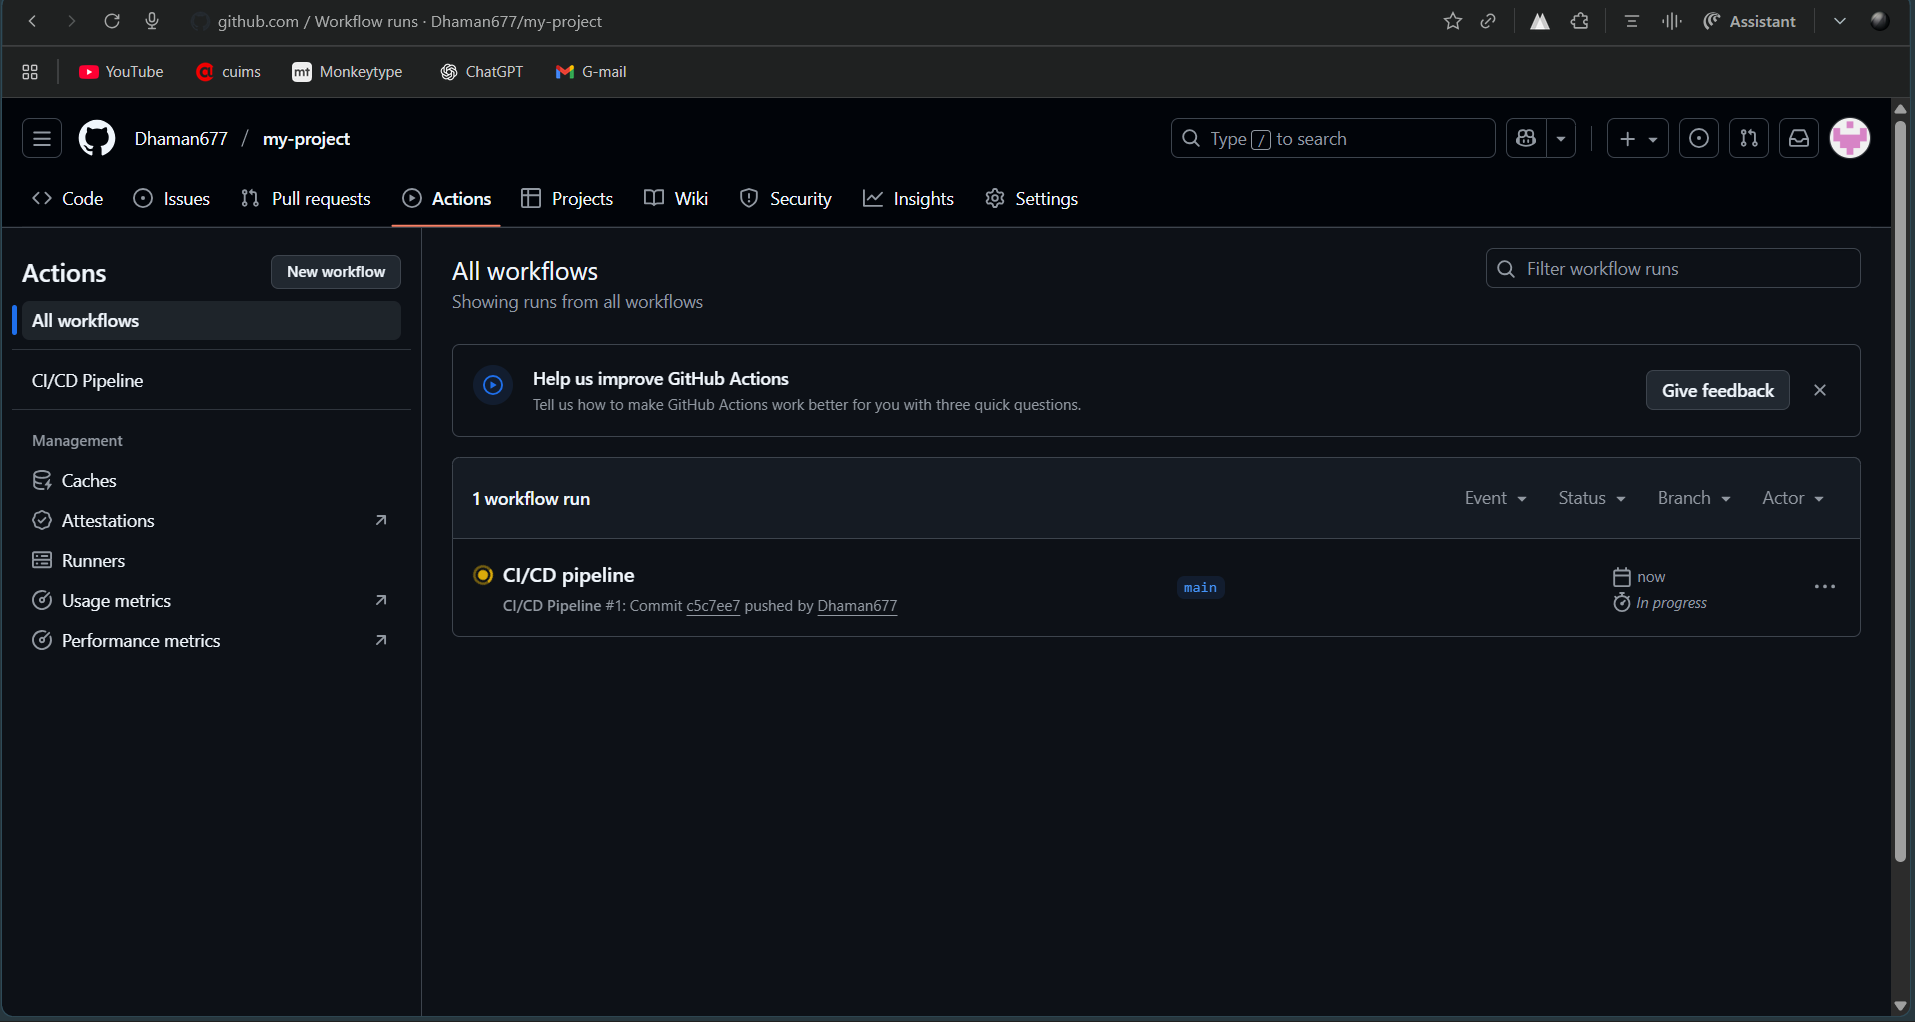 github.com / Workflow runs · Dhaman677/my-project
Assistant
YouTube
cuims
mt Monkeytype
ChatGPT
G-mail
Dhaman677 / my-project
Type / to search
Code
Issues
Pull requests
Actions
Projects
Wiki
Security
Insights
Settings
Actions
New workflow
All workflows
CI/CD Pipeline
Management
Caches
Attestations
Runners
Usage metrics
Performance metrics
All workflows
Showing runs from all workflows
Filter workflow runs
Help us improve GitHub Actions
Tell us how to make GitHub Actions work better for you with three quick questions.
Give feedback
1 workflow run
Event
Status
Branch
Actor
CI/CD pipeline
CI/CD Pipeline #1: Commit c5c7ee7 pushed by Dhaman677
main
now
In progress